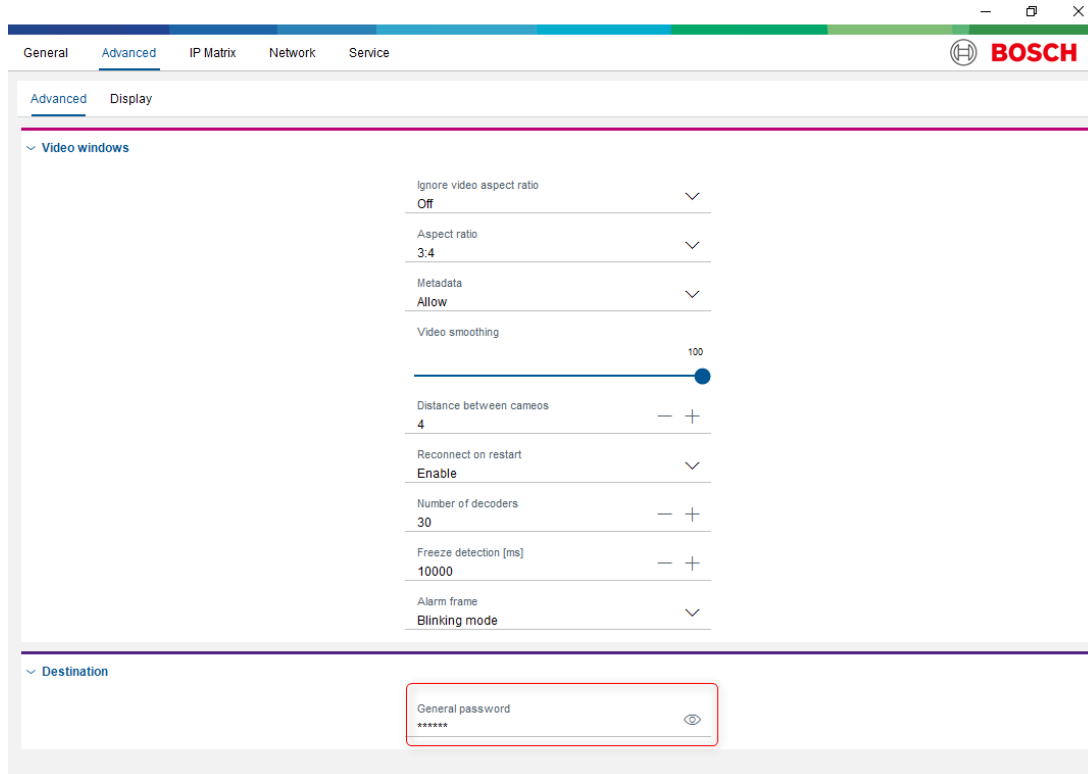 General Advanced IP Matrix Network Service BOSCH
Advanced Display
Video windows
Ignore video aspect ratio
Off
Aspect ratio
3:4
Metadata
Allow
Video smoothing
100
Distance between cameos
4
Reconnect on restart
Enable
Number of decoders
30
Freeze detection [ms]
10000
Alarm frame
Blinking mode
Destination
General password
******